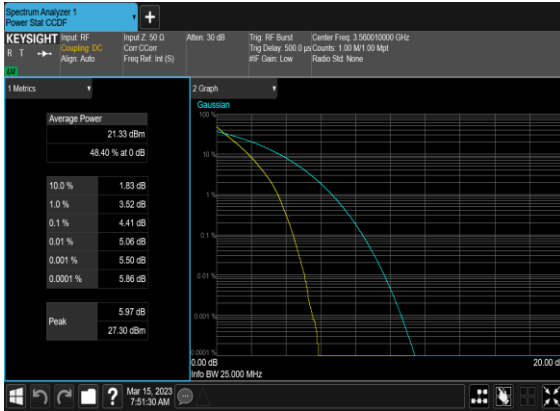 Spectrum Analyzer 1
Power Stat CCDF
KEYSIGHT
R T
Input: RF
Coupling: DC
Align: Auto
Input Z: 50 Ω
Corr CCorr
Freq Ref: Int (S)
Atten: 30 dB
Trig: RF Burst
Trig Delay: 500.0 µs
#IF Gain: Low
Center Freq: 3.560010000 GHz
Counts: 1.00 M/1.00 Mpt
Radio Std: None
1 Metrics
Average Power
21.33 dBm
48.40 % at 0 dB
10.0 % 1.83 dB
1.0 % 3.52 dB
0.1 % 4.41 dB
0.01 % 5.06 dB
0.001 % 5.50 dB
0.0001 % 5.86 dB
Peak
5.97 dB
27.30 dBm
2 Graph
Gaussian
100 %
10 %
1 %
0.1 %
0.01 %
0.001 %
0.0001 %
0.00 dB
20.00 d
Info BW 25.000 MHz
Mar 15, 2023
7:51:30 AM